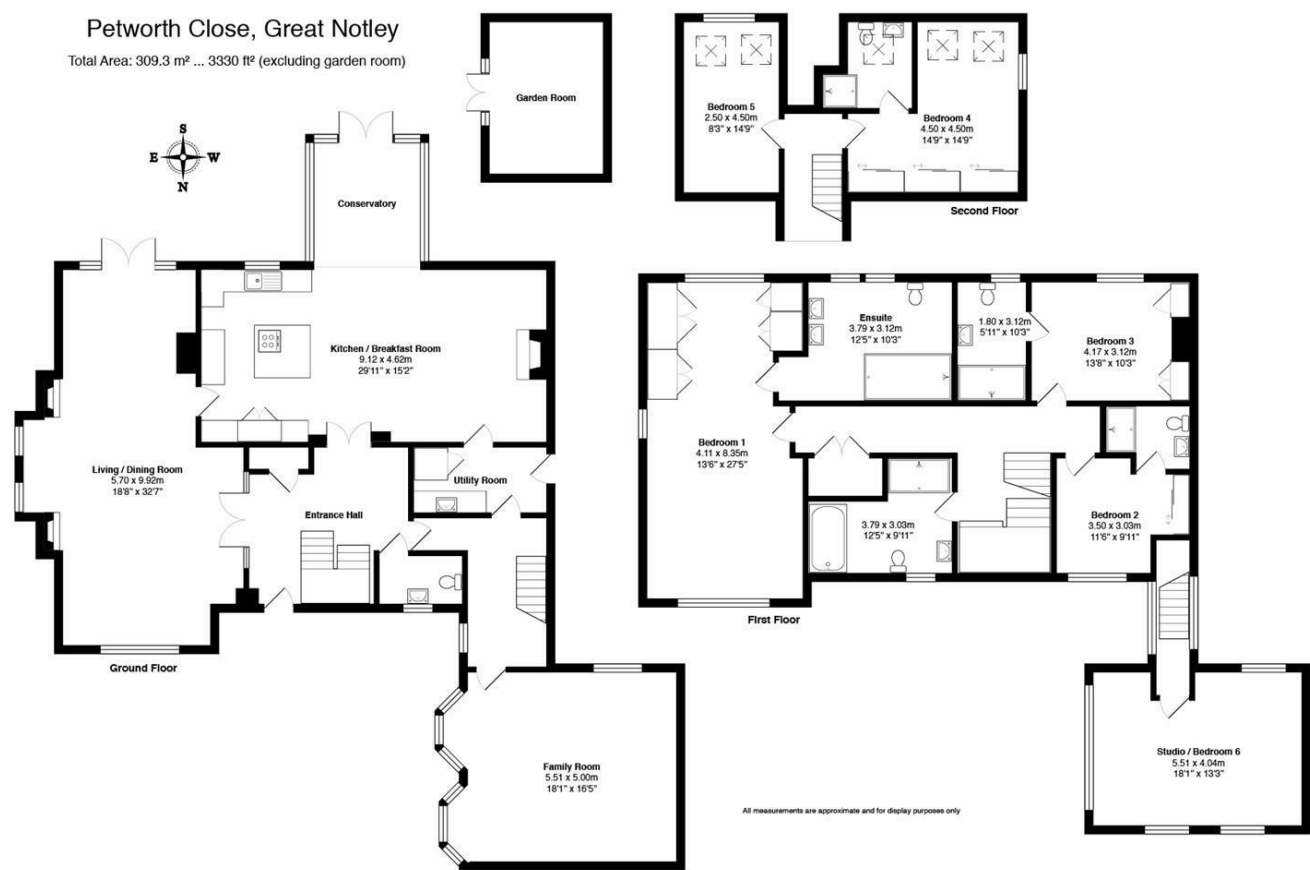 Petworth Close, Great Notley
Total Area: 309.3 m² ... 3330 ft² (excluding garden room)
S
E W
N
Garden Room
Conservatory
Kitchen / Breakfast Room
9.12 x 4.62m
29'11" x 15'2"
Living / Dining Room
5.70 x 9.92m
18'8" x 32'7"
Utility Room
Entrance Hall
Ground Floor
Family Room
5.51 x 5.00m
18'1" x 16'5"
Bedroom 5
2.50 x 4.50m
8'3" x 14'9"
Bedroom 4
4.50 x 4.50m
14'9" x 14'9"
Second Floor
Ensuite
3.79 x 3.12m
12'5" x 10'3"
1.80 x 3.12m
5'11" x 10'3"
Bedroom 3
4.17 x 3.12m
13'8" x 10'3"
Bedroom 1
4.11 x 8.35m
13'6" x 27'5"
3.79 x 3.03m
12'5" x 9'11"
Bedroom 2
3.50 x 3.03m
11'6" x 9'11"
First Floor
Studio / Bedroom 6
5.51 x 4.04m
18'1" x 13'3"
All measurements are approximate and for display purposes only